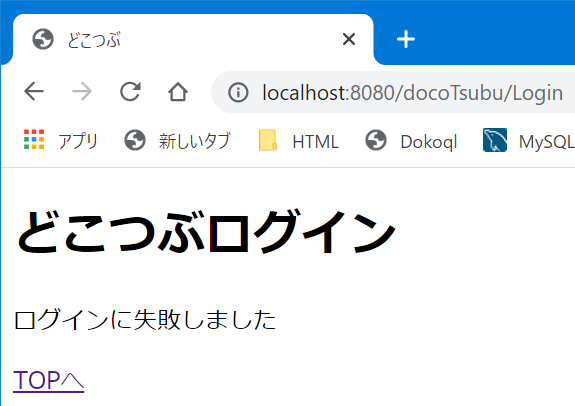 どこつぶ
localhost:8080/docoTsubu/Login
アプリ 新しいタブ HTML Dokoql MySQL
どこつぶログイン
ログインに失敗しました
TOPへ